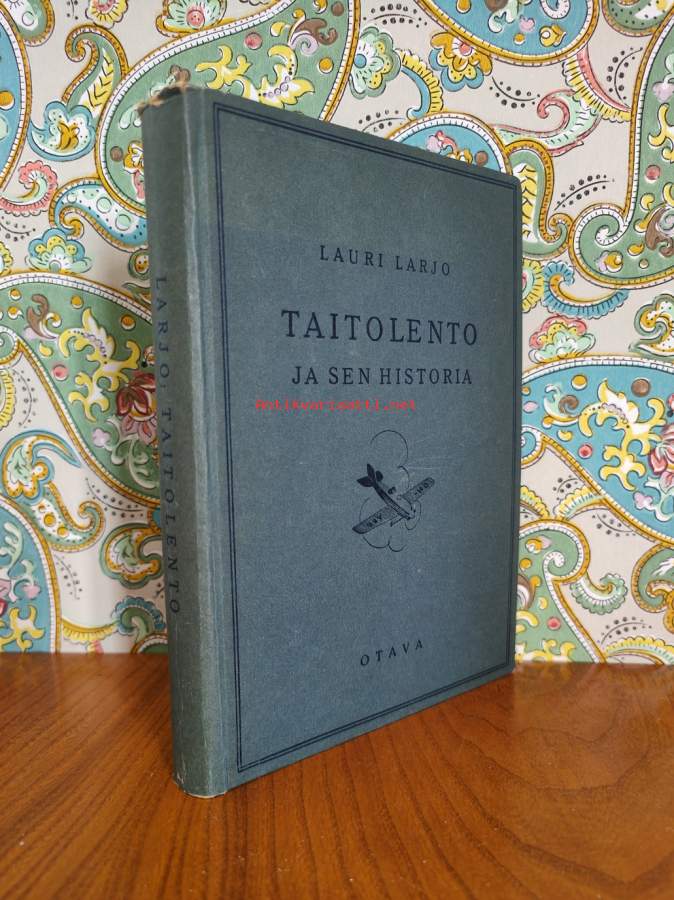 LAURI LARJO
TAITOLENTO
JA SEN HISTORIA
Antikvariaatti.net
OTAVA
LARJO: TAITOLENTO